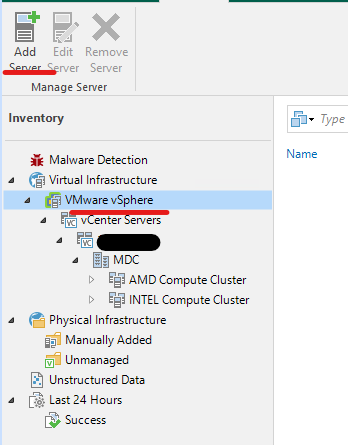 Add Server
Edit Server
Remove Server
Manage Server
Inventory
Type
Name
Malware Detection
Virtual Infrastructure
VMware vSphere
vCenter Servers
MDC
AMD Compute Cluster
INTEL Compute Cluster
Physical Infrastructure
Manually Added
Unmanaged
Unstructured Data
Last 24 Hours
Success